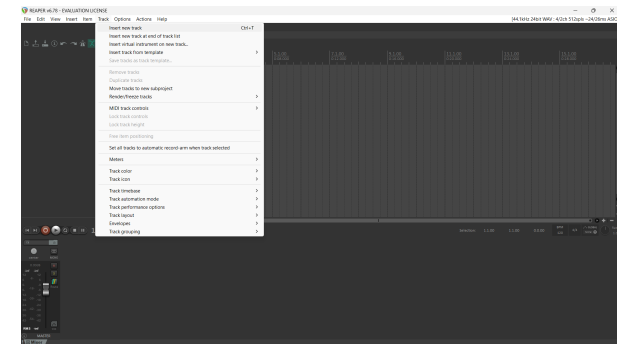 REAPER v6.78 - EVALUATION LICENSE
File Edit View Insert Item Track Options Actions Help
[44.1kHz 24bit WAV : 4/2ch 512spls ~24/26ms ASIO
Insert new track Ctrl+T
Insert new track at end of track list
Insert virtual instrument on new track...
Insert track from template
Save tracks as track template...
Remove tracks
Duplicate tracks
Move tracks to new subproject
Render/freeze tracks
MIDI track controls
Lock track controls
Lock track height
Free item positioning
Set all tracks to automatic record-arm when track selected
Meters
Track color
Track icon
Track timebase
Track automation mode
Track performance options
Track layout
Envelopes
Track grouping
Selection
MASTER